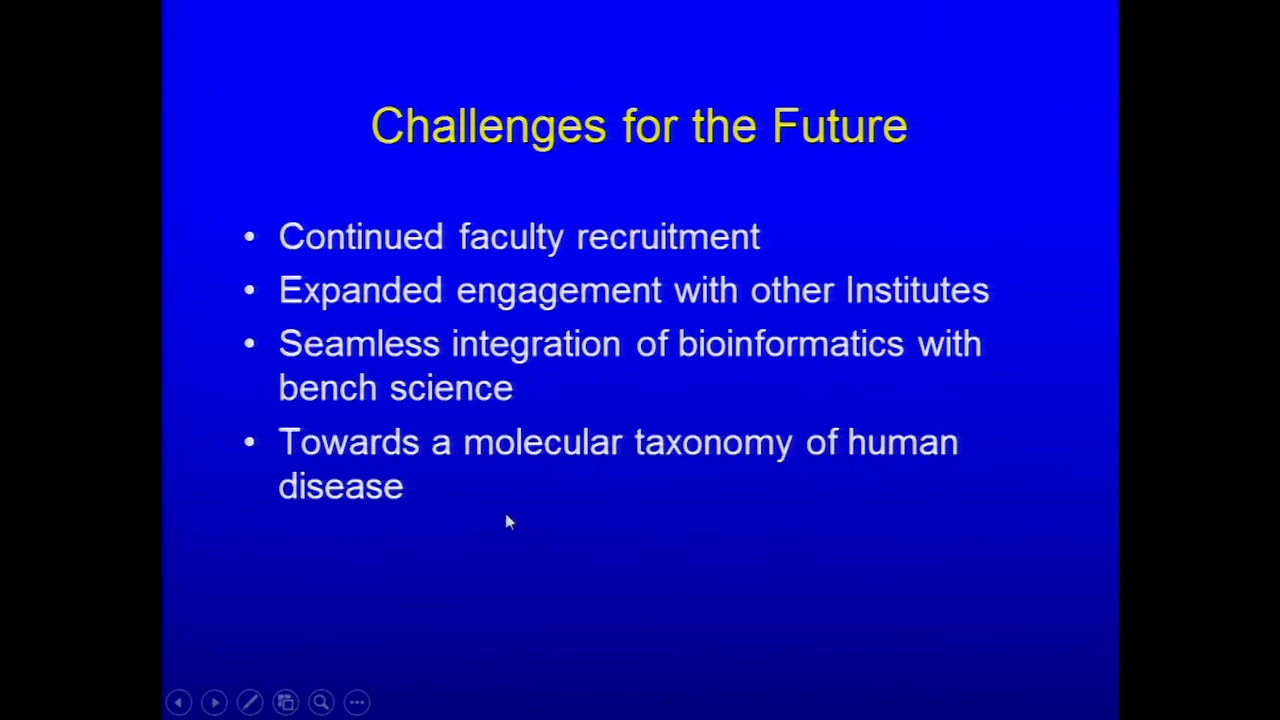 Challenges for the Future
• Continued faculty recruitment
• Expanded engagement with other Institutes
• Seamless integration of bioinformatics with
bench science
• Towards a molecular taxonomy of human
disease